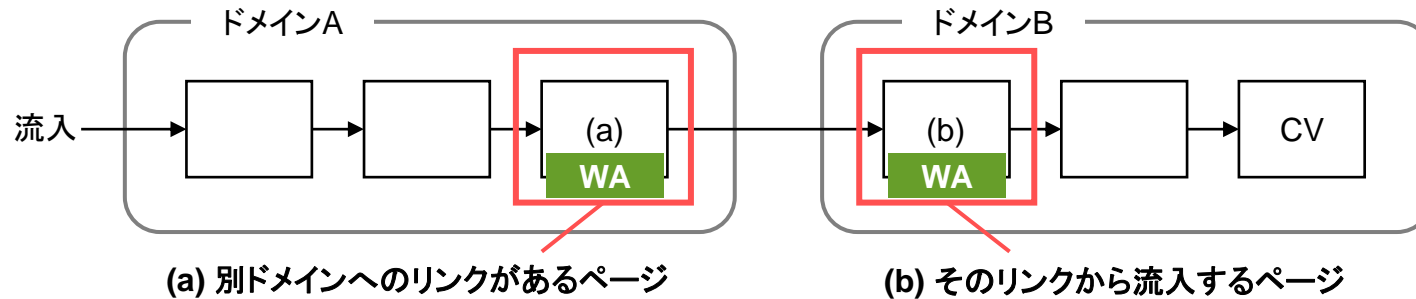 ドメインA
ドメインB
流入
(a)
WA
(b)
WA
CV
(a) 別ドメインへのリンクがあるページ
(b) そのリンクから流入するページ